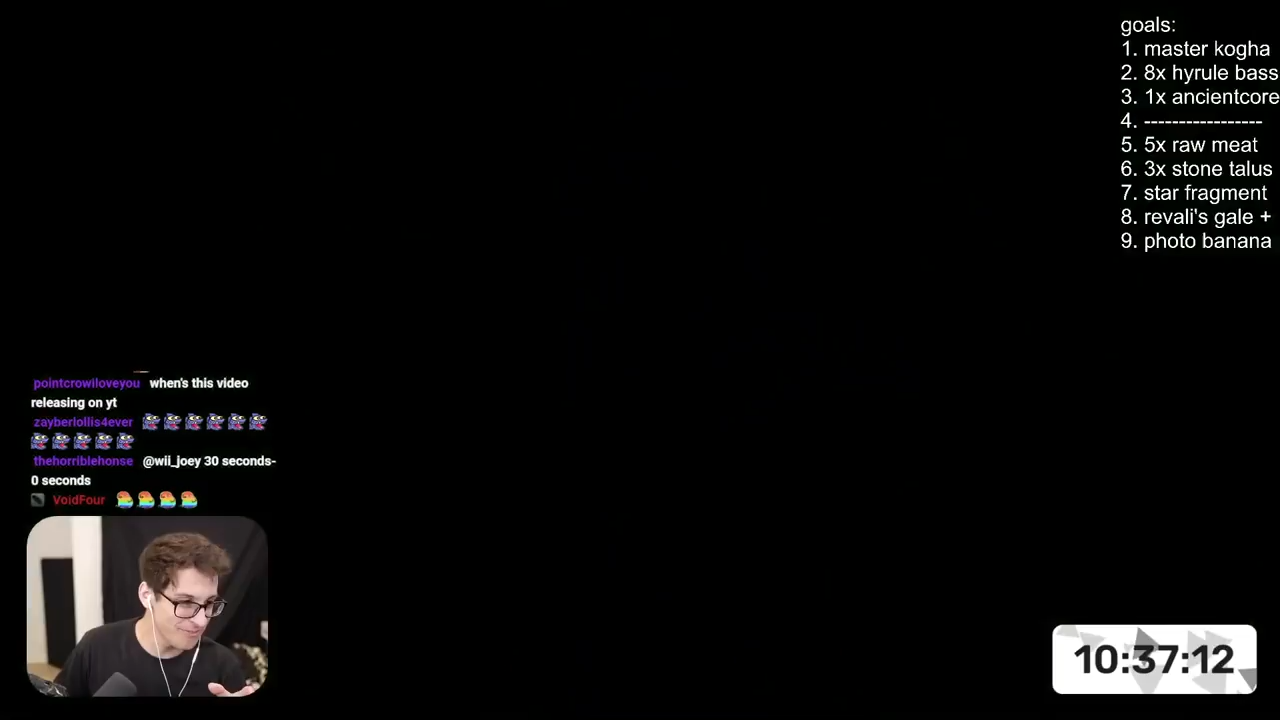 goals:
1. master kogha
2. 8x hyrule bass
3. 1x ancientcore
4. -----------------
5. 5x raw meat
6. 3x stone talus
7. star fragment
8. revali's gale +
9. photo banana
pointcrowiloveyou when's this video
releasing on yt
zayberlollis4ever
thehorriblehonse @wii_joey 30 seconds-
0 seconds
VoidFour
10:37:12